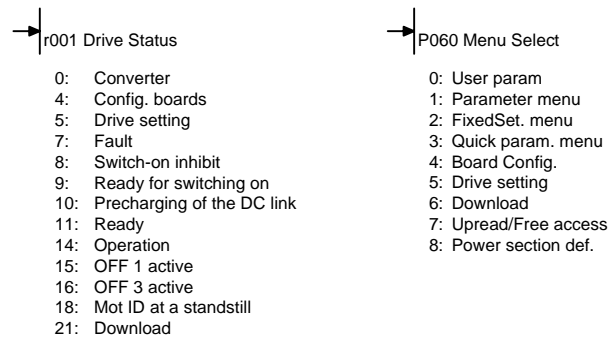 r001 Drive Status
0: Converter
4: Config. boards
5: Drive setting
7: Fault
8: Switch-on inhibit
9: Ready for switching on
10: Precharging of the DC link
11: Ready
14: Operation
15: OFF 1 active
16: OFF 3 active
18: Mot ID at a standstill
21: Download
P060 Menu Select
0: User param
1: Parameter menu
2: FixedSet. menu
3: Quick param. menu
4: Board Config.
5: Drive setting
6: Download
7: Upread/Free access
8: Power section def.